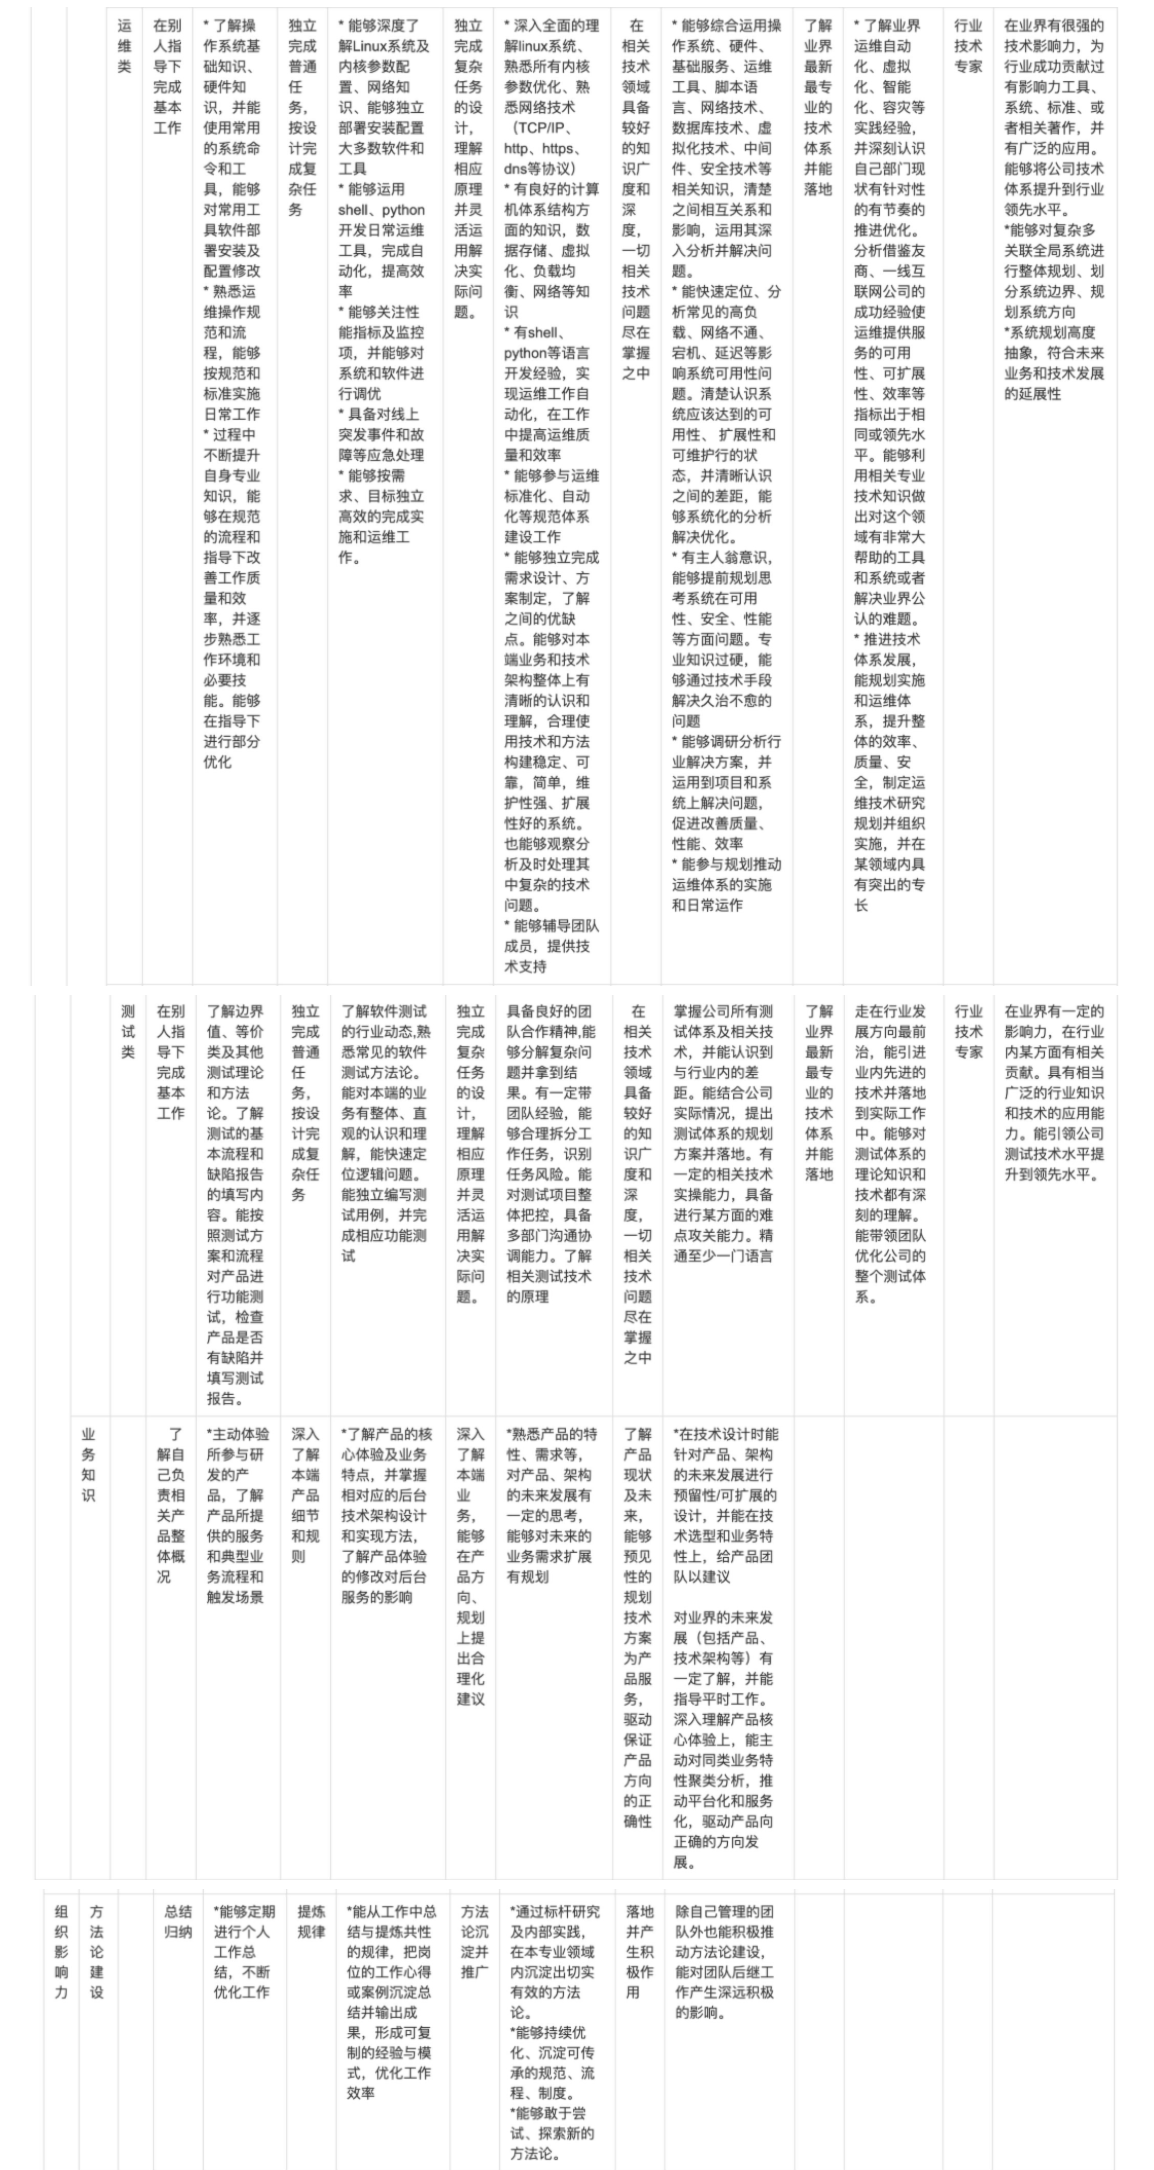 运
维
类
在别
人指
导下
完成
基本
工作
* 了解操
作系统基
础知识、
硬件知
识，并能
使用常用
的系统命
令和工
具，能够
对常用工
具软件部
署安装及
配置修改
* 熟悉运
维操作规
范和流
程，能够
按规范和
标准实施
日常工作
* 过程中
不断提升
自身专业
知识，能
够在规范
的流程和
指导下改
善工作质
量和效
率，并逐
步熟悉工
作环境和
必要技
能。能够
在指导下
进行部分
优化
独立
完成
普通
任
务，
按设
计完
成复
杂任
务
* 能够深度了
解Linux系统及
内核参数配
置、网络知
识、能够独立
部署安装配置
大多数软件和
工具
* 能够运用
shell、python
开发日常运维
工具，完成自
动化，提高效
率
* 能够关注性
能指标及监控
项，并能够对
系统和软件进
行调优
* 具备对线上
突发事件和故
障等应急处理
* 能够按需
求、目标独立
高效的完成实
施和运维工
作。
独立
完成
复杂
任务
的设
计，
理解
相应
原理
并灵
活运
用解
决实
际问
题。
* 深入全面的理
解linux系统、
熟悉所有内核
参数优化、熟
悉网络技术
（TCP/IP、
http、https、
dns等协议）
* 有良好的计算
机体系结构方
面的知识，数
据存储、虚拟
化、负载均
衡、网络等知
识
* 有shell、
python等语言
开发经验，实
现运维工作自
动化，在工作
中提高运维质
量和效率
* 能够参与运维
标准化、自动
化等规范体系
建设工作
* 能够独立完成
需求设计、方
案制定，了解
之间的优缺
点。能够对本
端业务和技术
架构整体上有
清晰的认识和
理解，合理使
用技术和方法
构建稳定、可
靠，简单，维
护性强、扩展
性好的系统。
也能够观察分
析及时处理其
中复杂的技术
问题。
* 能够辅导团队
成员，提供技
术支持
在
相关
技术
领域
具备
较好
的知
识广
度和
深
度，
一切
相关
技术
问题
尽在
掌握
之中
* 能够综合运用操
作系统、硬件、
基础服务、运维
工具、脚本语
言、网络技术、
数据库技术、虚
拟化技术、中间
件、安全技术等
相关知识，清楚
之间相互关系和
影响，运用其深
入分析并解决问
题。
* 能快速定位、分
析常见的高负
载、网络不通、
宕机、延迟等影
响系统可用性问
题。清楚认识系
统应该达到的可
用性、 扩展性和
可维护行的状
态，并清晰认识
之间的差距，能
够系统化的分析
解决优化。
* 有主人翁意识，
能够提前规划思
考系统在可用
性、安全、性能
等方面问题。专
业知识过硬，能
够通过技术手段
解决久治不愈的
问题
* 能够调研分析行
业解决方案，并
运用到项目和系
统上解决问题，
促进改善质量、
性能、效率
* 能参与规划推动
运维体系的实施
和日常运作
了解
业界
最新
最专
业的
技术
体系
并能
落地
* 了解业界
运维自动
化、虚拟
化、智能
化、容灾等
实践经验，
并深刻认识
自己部门现
状有针对性
的有节奏的
推进优化。
分析借鉴友
商、一线互
联网公司的
成功经验使
运维提供服
务的可用
性、可扩展
性、效率等
指标出于相
同或领先水
平。能够利
用相关专业
技术知识做
出对这个领
域有非常大
帮助的工具
和系统或者
解决业界公
认的难题。
* 推进技术
体系发展，
能规划实施
和运维体
系，提升整
体的效率、
质量、安
全，制定运
维技术研究
规划并组织
实施，并在
某领域内具
有突出的专
长
行业
技术
专家
在业界有很强的
技术影响力，为
行业成功贡献过
有影响力工具、
系统、标准、或
者相关著作，并
有广泛的应用。
能够将公司技术
体系提升到行业
领先水平。
*能够对复杂多
关联全局系统进
行整体规划、划
分系统边界、规
划系统方向
*系统规划高度
抽象，符合未来
业务和技术发展
的延展性
测
试
类
在别
人指
导下
完成
基本
工作
了解边界
值、等价
类及其他
测试理论
和方法
论。了解
测试的基
本流程和
缺陷报告
的填写内
容。能按
照测试方
案和流程
对产品进
行功能测
试，检查
产品是否
有缺陷并
填写测试
报告。
独立
完成
普通
任
务，
按设
计完
成复
杂任
务
了解软件测试
的行业动态,熟
悉常见的软件
测试方法论。
能对本端的业
务有整体、直
观的认识和理
解，能快速定
位逻辑问题。
能独立编写测
试用例，并完
成相应功能测
试
独立
完成
复杂
任务
的设
计，
理解
相应
原理
并灵
活运
用解
决实
际问
题。
具备良好的团
队合作精神,能
够分解复杂问
题并拿到结
果。有一定带
团队经验，能
够合理拆分工
作任务，识别
任务风险。能
对测试项目整
体把控，具备
多部门沟通协
调能力。了解
相关测试技术
的原理
在
相关
技术
领域
具备
较好
的知
识广
度和
深
度，
一切
相关
技术
问题
尽在
掌握
之中
掌握公司所有测
试体系及相关技
术，并能认识到
与行业内的差
距。能结合公司
实际情况，提出
测试体系的规划
方案并落地。有
一定的相关技术
实操能力，具备
进行某方面的难
点攻关能力。精
通至少一门语言
了解
业界
最新
最专
业的
技术
体系
并能
落地
走在行业发
展方向最前
沿，能引进
业内先进的
技术并落地
到实际工作
中。能够对
测试体系的
理论知识和
技术都有深
刻的理解。
能带领团队
优化公司的
整个测试体
系。
行业
技术
专家
在业界有一定的
影响力，在行业
内某方面有相关
贡献。具有相当
广泛的行业知识
和技术的应用能
力。能引领公司
测试技术水平提
升到领先水平。
业
务
知
识
了
解自
己负
责相
关产
品整
体概
况
*主动体验
所参与研
发的产
品，了解
产品所提
供的服务
和典型业
务流程和
触发场景
深入
了解
本端
产品
细节
和规
则
*了解产品的核
心体验及业务
特点，并掌握
相对应的后台
技术架构设计
和实现方法，
了解产品体验
的修改对后台
服务的影响
深入
了解
本端
业
务，
能够
在产
品方
向、
规划
上提
出合
理化
建议
*熟悉产品的特
性、需求等，
对产品、架构
的未来发展有
一定的思考，
能够对未来的
业务需求扩展
有规划
了解
产品
现状
及未
来，
能够
预见
性的
规划
技术
方案
为产
品服
务，
驱动
保证
产品
方向
的正
确性
*在技术设计时能
针对产品、架构
的未来发展进行
预留性/可扩展的
设计，并能在技
术选型和业务特
性上，给产品团
队以建议
对业界的未来发
展（包括产品、
技术架构等）有
一定了解，并能
指导平时工作。
深入理解产品核
心体验上，能主
动对同类业务特
性聚类分析，推
动平台化和服务
化，驱动产品向
正确的方向发
展。
组
织
影
响
力
方
法
论
建
设
总结
归纳
*能够定期
进行个人
工作总
结，不断
优化工作
提炼
规律
*能从工作中总
结与提炼共性
的规律，把岗
位的工作心得
或案例沉淀总
结并输出成
果，形成可复
制的经验与模
式，优化工作
效率
方法
论沉
淀并
推广
*通过标杆研究
及内部实践，
在本专业领域
内沉淀出切实
有效的方法
论。
*能够持续优
化、沉淀可传
承的规范、流
程、制度。
*能够敢于尝
试、探索新的
方法论。
落地
并产
生积
极作
用
除自己管理的团
队外也能积极推
动方法论建设，
能对团队后继工
作产生深远积极
的影响。